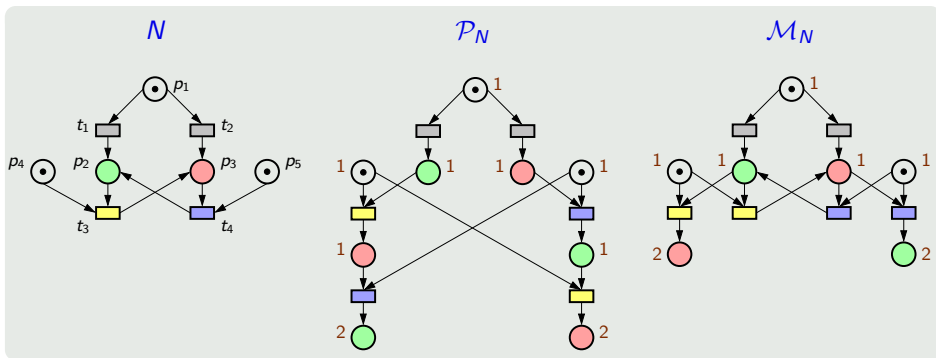 N 𝒫_N ℳ_N
p₁ 1 1
t₁ t₂
p₄ p₂ p₃ p₅ 1 1 1 1 1 1 1 1
t₃ t₄
1 1 2 2
2 2